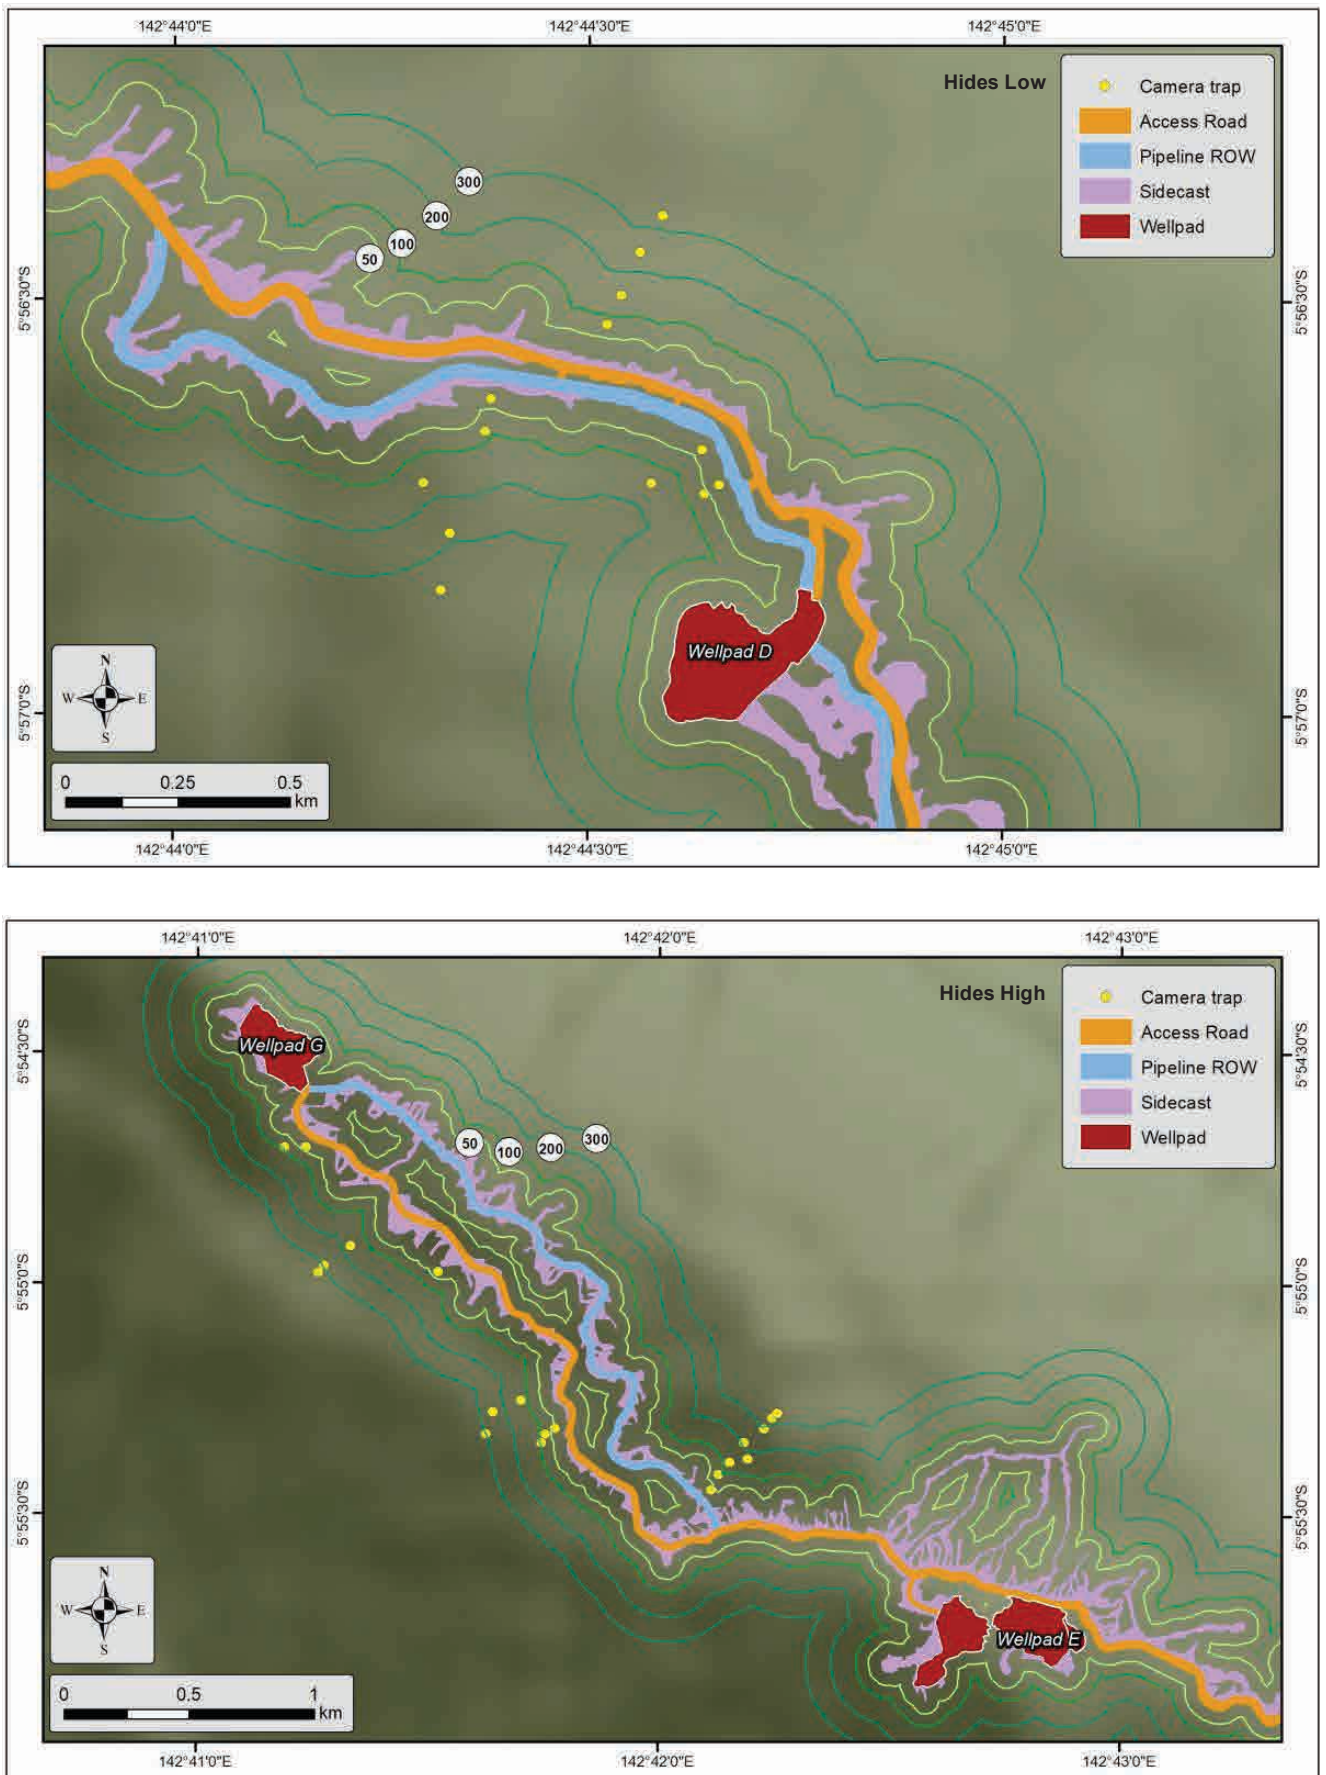 142°44'0"E 142°44'30"E 142°45'0"E
Hides Low
Camera trap
Access Road
Pipeline ROW
Sidecast
Wellpad
300
200
100
50
5°56'30"S 5°56'30"S
Wellpad D
N
W E
S
5°57'0"S 5°57'0"S
0 0.25 0.5
km
142°44'0"E 142°44'30"E 142°45'0"E
142°41'0"E 142°42'0"E 142°43'0"E
Hides High
Camera trap
Access Road
Pipeline ROW
Sidecast
Wellpad
5°54'30"S 5°54'30"S
Wellpad G
50 100 200 300
5°55'0"S 5°55'0"S
5°55'30"S 5°55'30"S
N
W E
S
Wellpad E
0 0.5 1
km
142°41'0"E 142°42'0"E 142°43'0"E